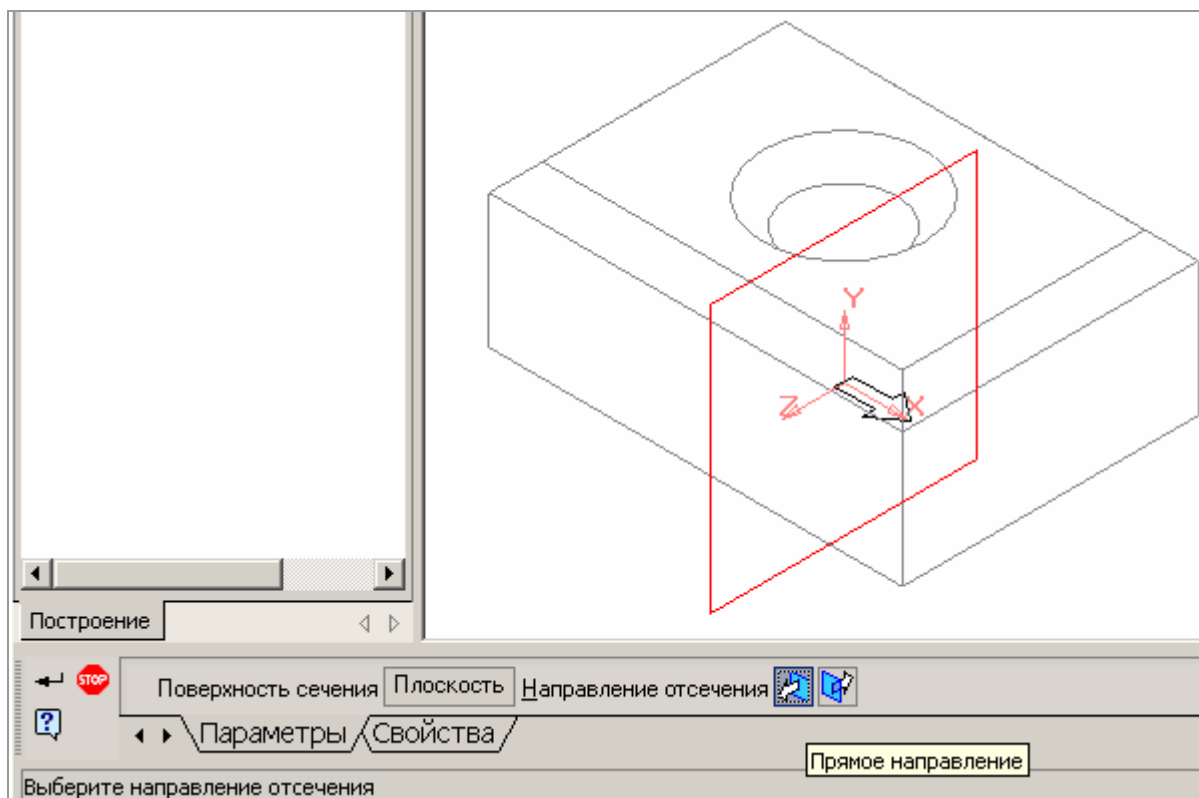 Y
Z
X
Построение
STOP
Поверхность сечения Плоскость Направление отсечения
?
Параметры Свойства
Прямое направление
Выберите направление отсечения